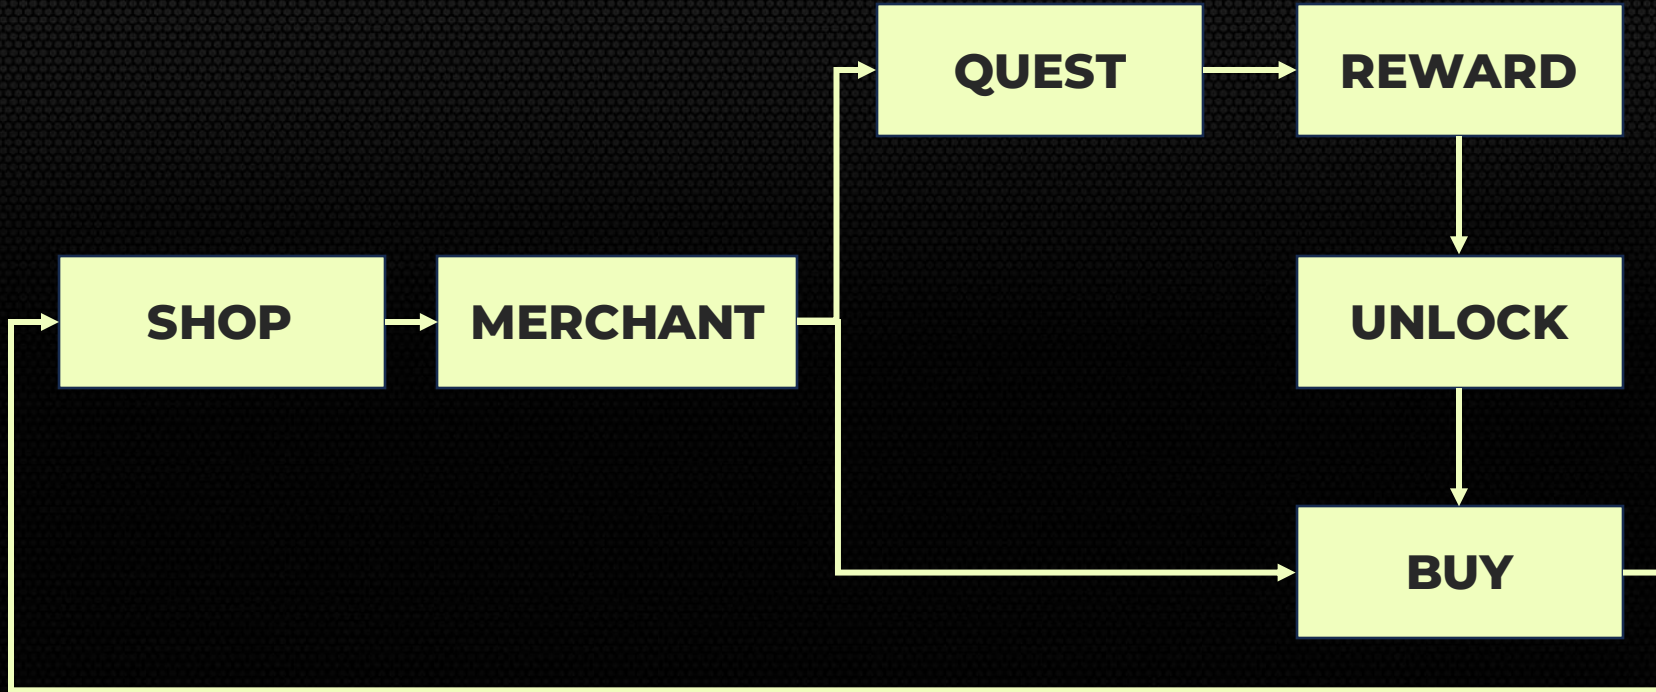 QUEST
REWARD
SHOP
MERCHANT
UNLOCK
BUY